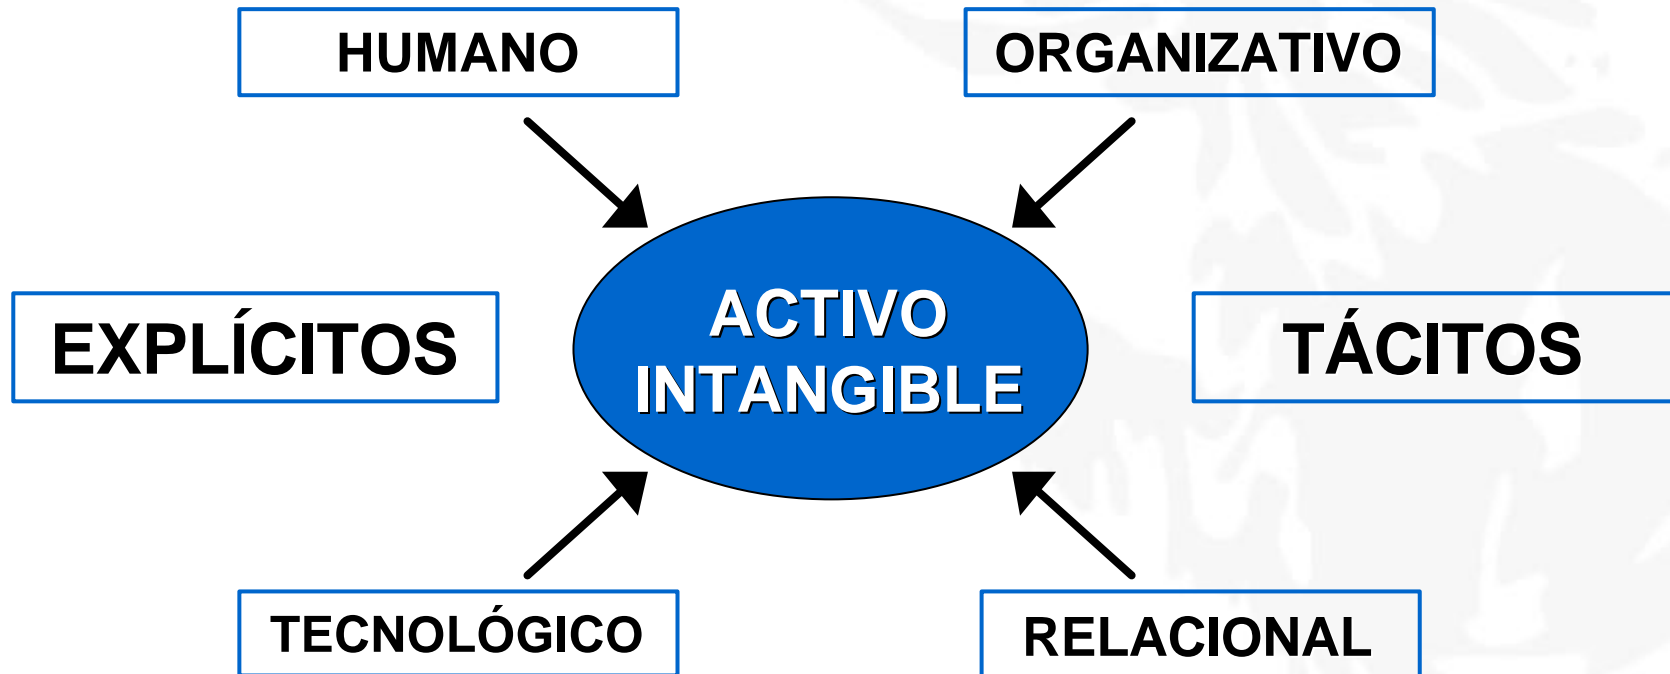 HUMANO
ORGANIZATIVO
EXPLÍCITOS
ACTIVO
INTANGIBLE
TÁCITOS
TECNOLÓGICO
RELACIONAL